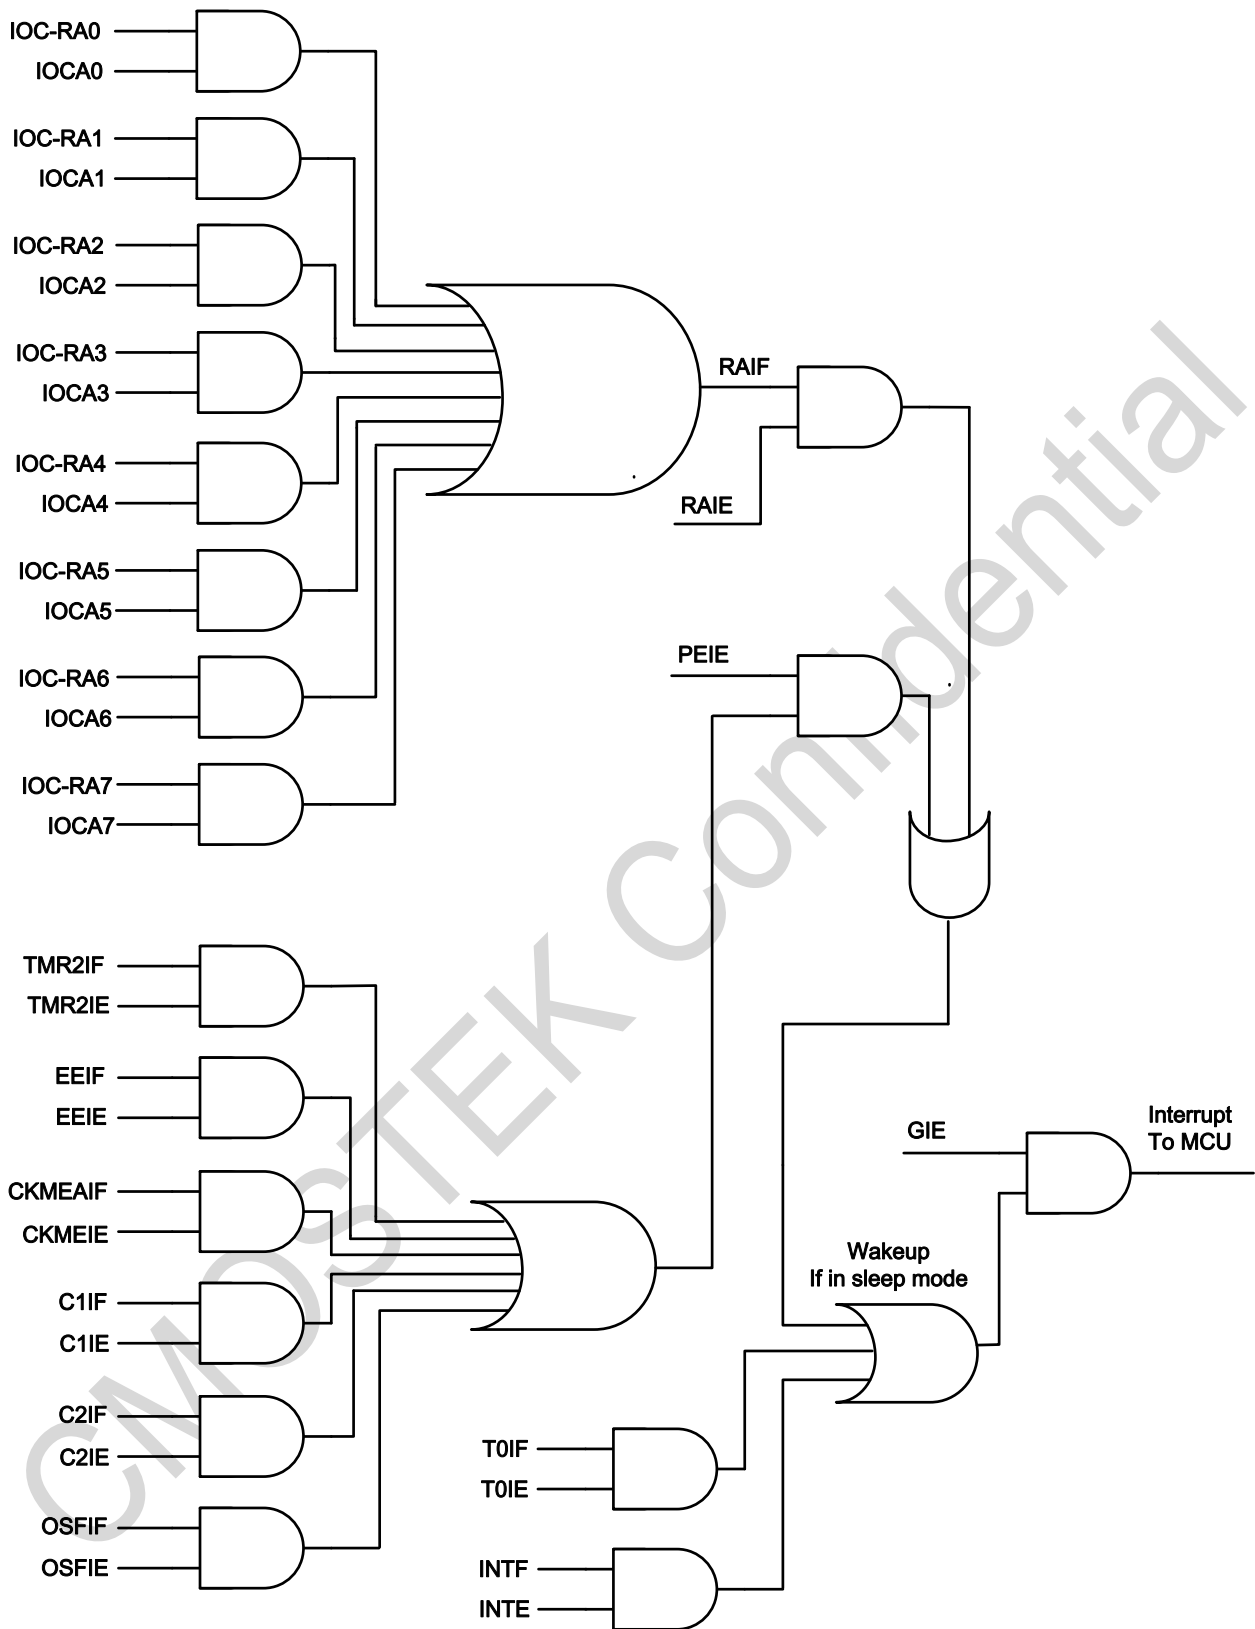 IOC-RA0
IOCA0
IOC-RA1
IOCA1
IOC-RA2
IOCA2
IOC-RA3
IOCA3
IOC-RA4
IOCA4
IOC-RA5
IOCA5
IOC-RA6
IOCA6
IOC-RA7
IOCA7
RAIF
RAIE
PEIE
TMR2IF
TMR2IE
EEIF
EEIE
CKMEAIF
CKMEIE
C1IF
C1IE
C2IF
C2IE
OSFIF
OSFIE
GIE
Interrupt
To MCU
Wakeup
If in sleep mode
T0IF
T0IE
INTF
INTE
CMOSTEK Confidential